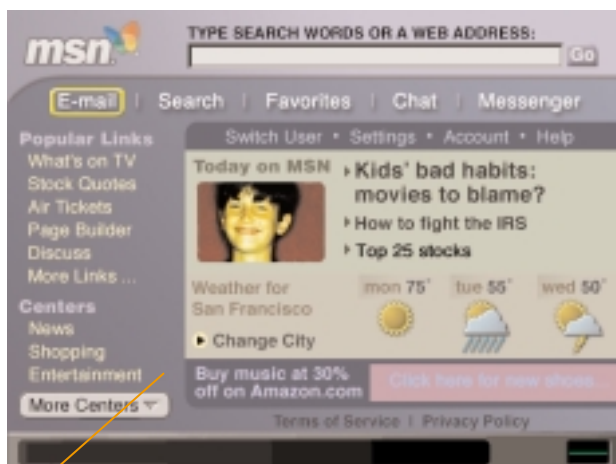 msn
TYPE SEARCH WORDS OR A WEB ADDRESS:
Go
E-mail | Search | Favorites | Chat | Messenger
Popular Links
What's on TV
Stock Quotes
Air Tickets
Page Builder
Discuss
More Links ...
Centers
News
Shopping
Entertainment
More Centers
Switch User • Settings • Account • Help
Today on MSN
Kids' bad habits:
movies to blame?
How to fight the IRS
Top 25 stocks
Weather for
San Francisco
Change City
mon 75°
tue 55°
wed 50°
Buy music at 30%
off on Amazon.com
Click here for new shoes...
Terms of Service | Privacy Policy